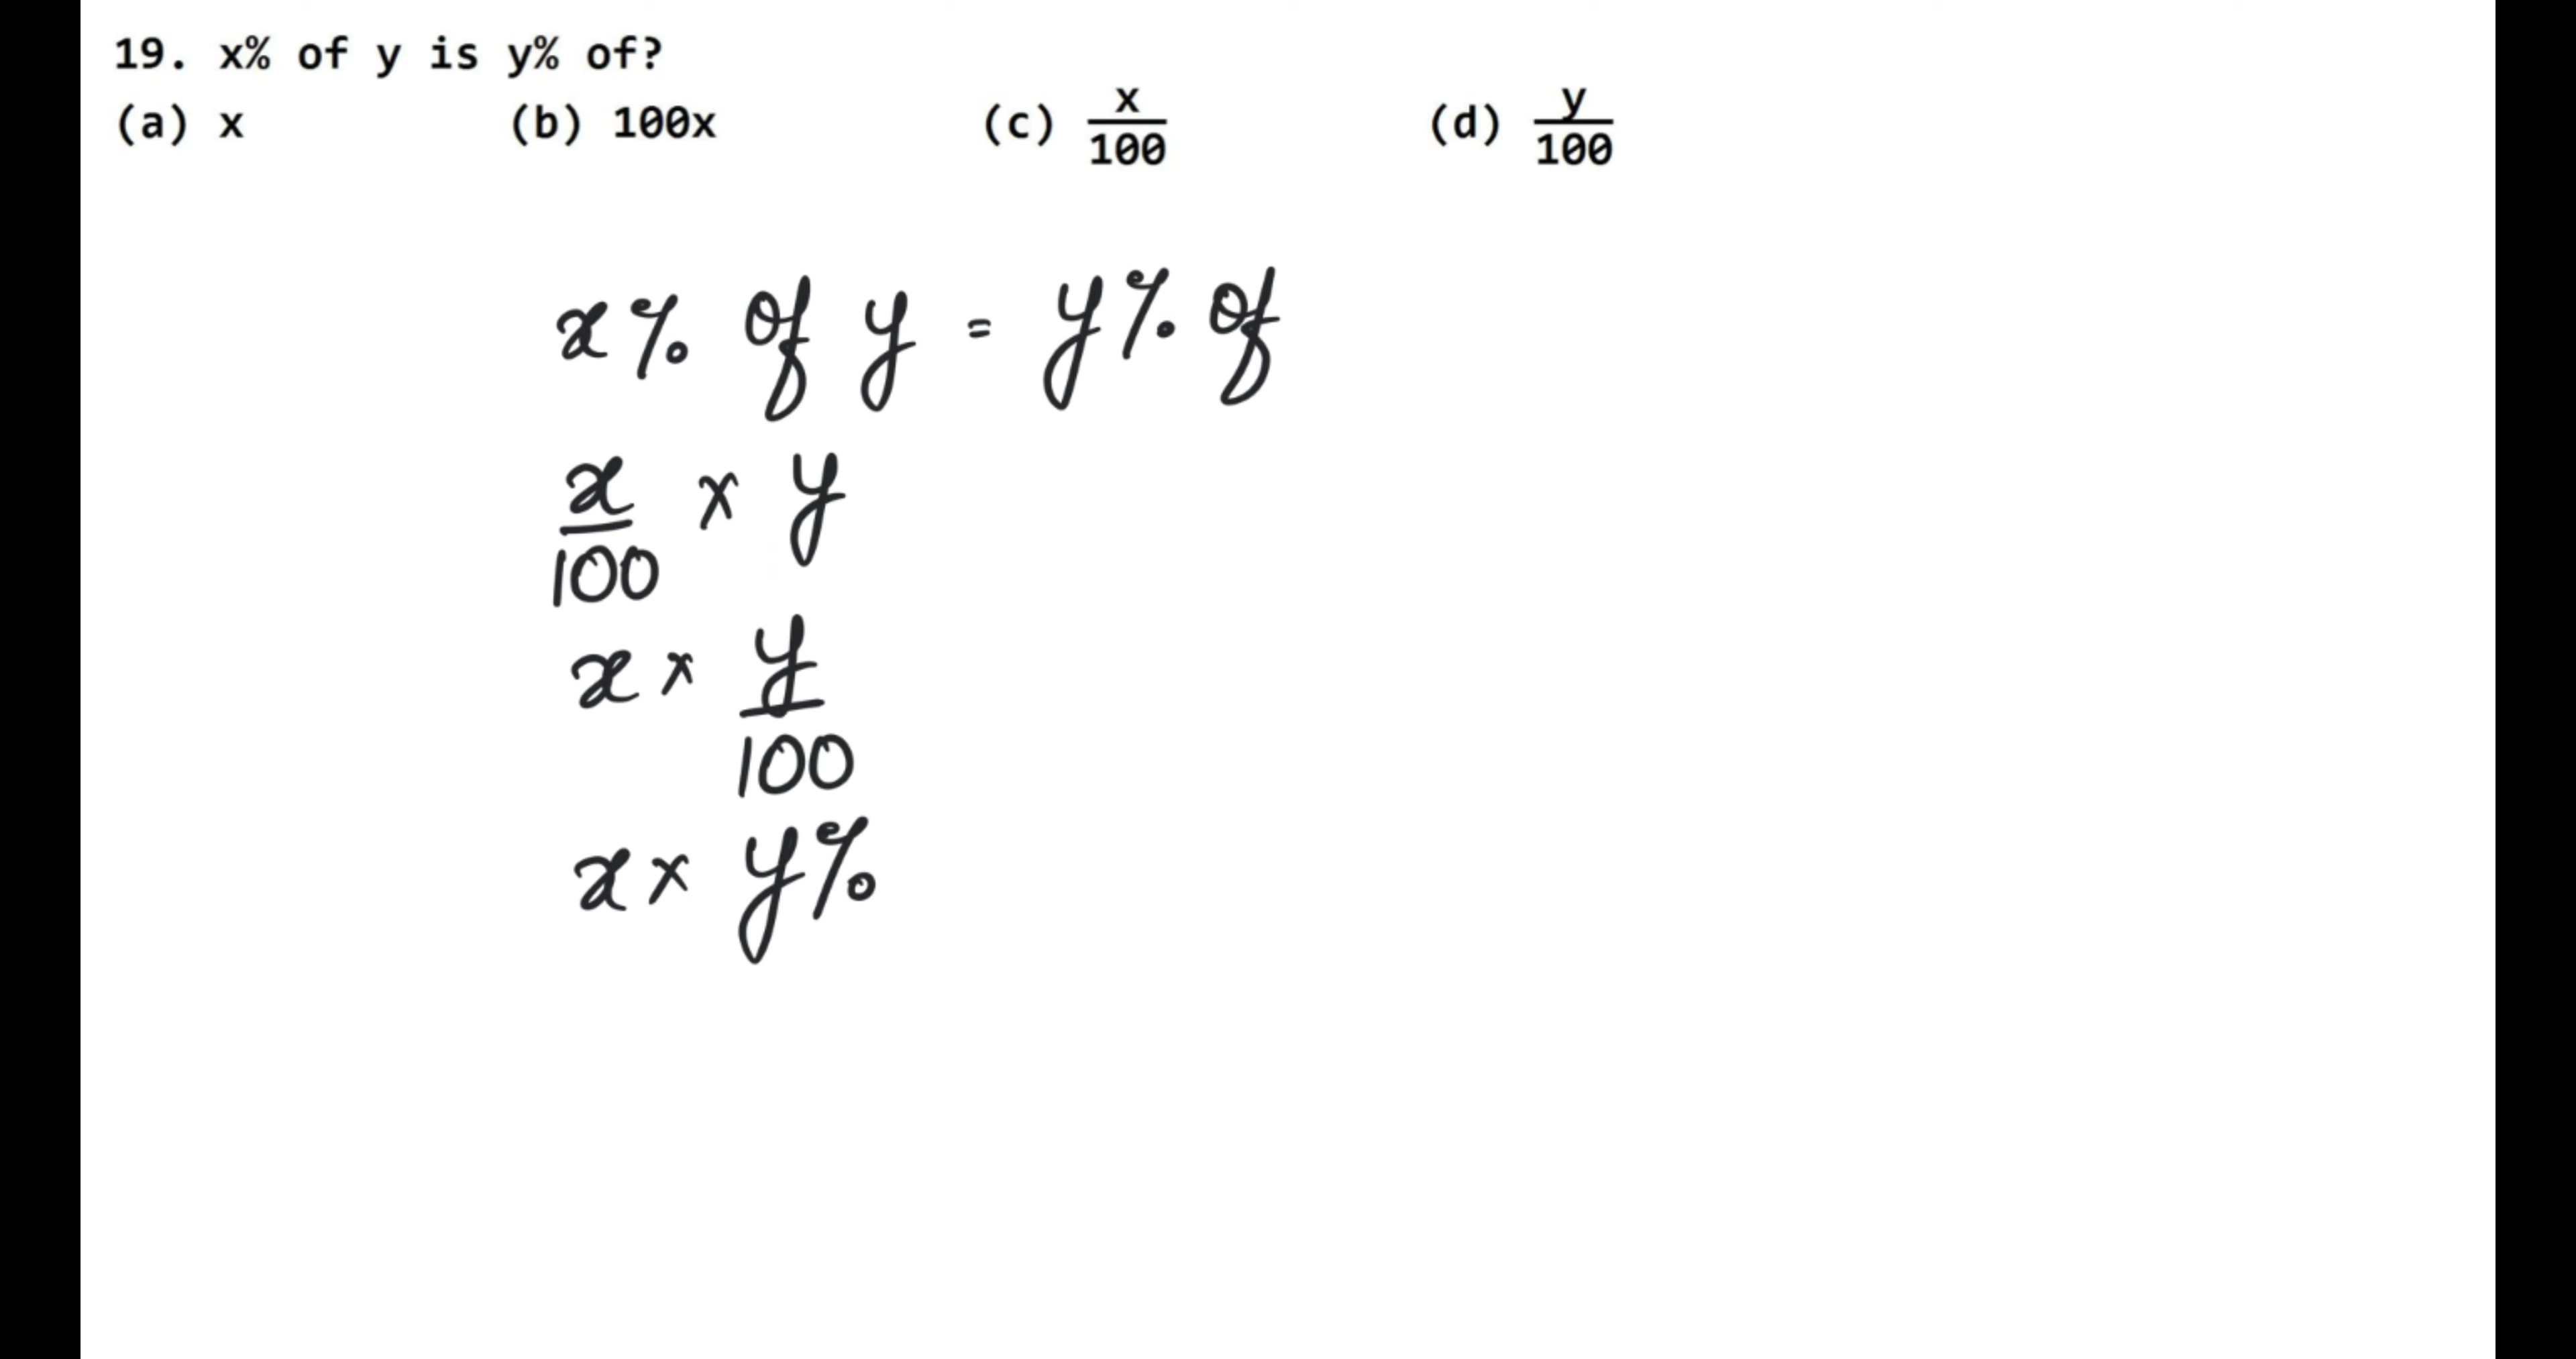 19. x% of y is y% of?
(a) x (b) 100x (c) x/100 (d) y/100
x% of y = y% of
x/100 × y
x × y/100
x × y%